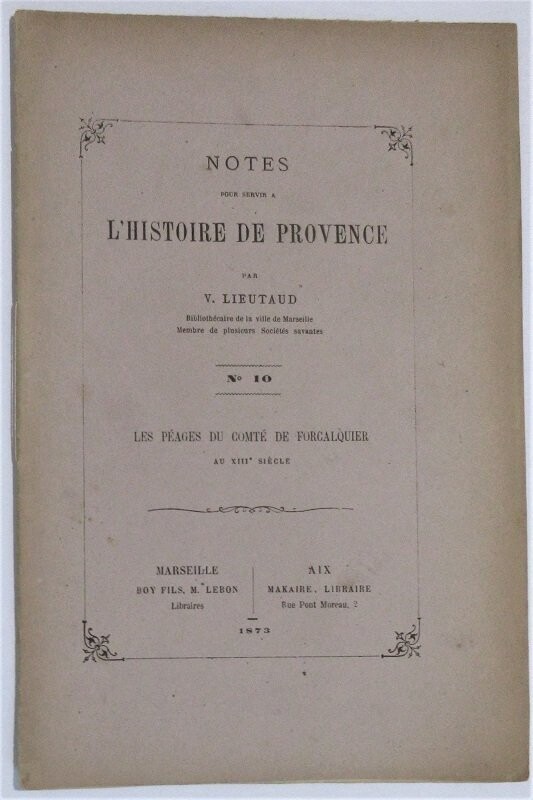 NOTES
POUR SERVIR A
L'HISTOIRE DE PROVENCE
PAR
V. LIEUTAUD
Bibliothécaire de la ville de Marseille
Membre de plusieurs Sociétés savantes
No 10
LES PÉAGES DU COMTÉ DE FORCALQUIER
AU XIIIe SIÈCLE
MARSEILLE
BOY FILS, M. LEBON
Libraires
AIX
MAKAIRE, LIBRAIRE
Rue Pont Moreau, 2
1873